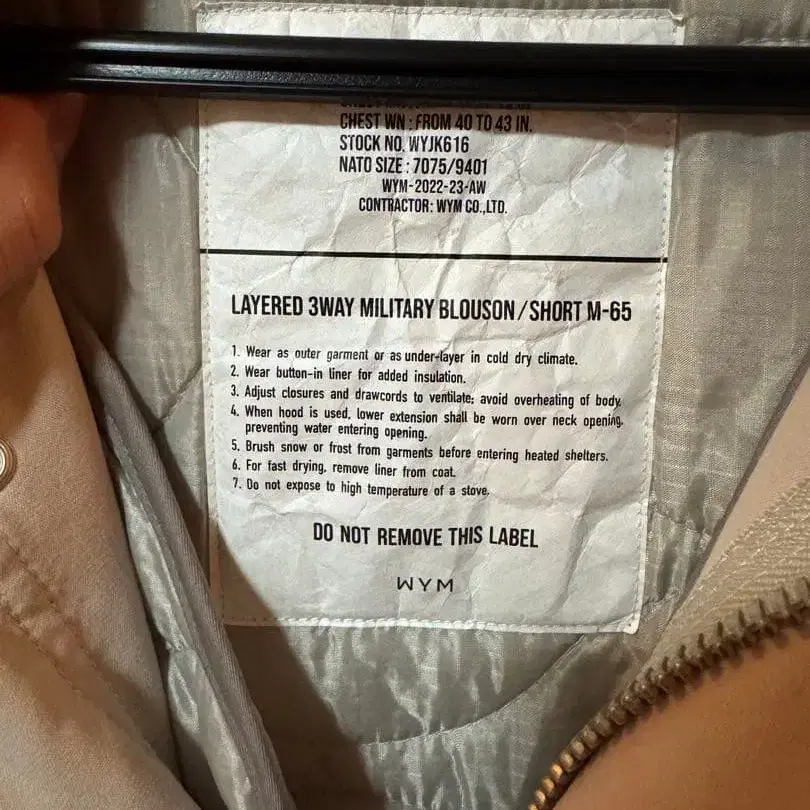 CHEST WN : FROM 40 TO 43 IN.
STOCK NO. WYJK616
NATO SIZE : 7075/9401
WYM-2022-23-AW
CONTRACTOR: WYM CO.,LTD.
LAYERED 3WAY MILITARY BLOUSON / SHORT M-65
1. Wear as outer garment or as under-layer in cold dry climate.
2. Wear button-in liner for added insulation.
3. Adjust closures and drawcords to ventilate; avoid overheating of body.
4. When hood is used, lower extension shall be worn over neck opening,
preventing water entering opening.
5. Brush snow or frost from garments before entering heated shelters.
6. For fast drying, remove liner from coat.
7. Do not expose to high temperature of a stove.
DO NOT REMOVE THIS LABEL
WYM